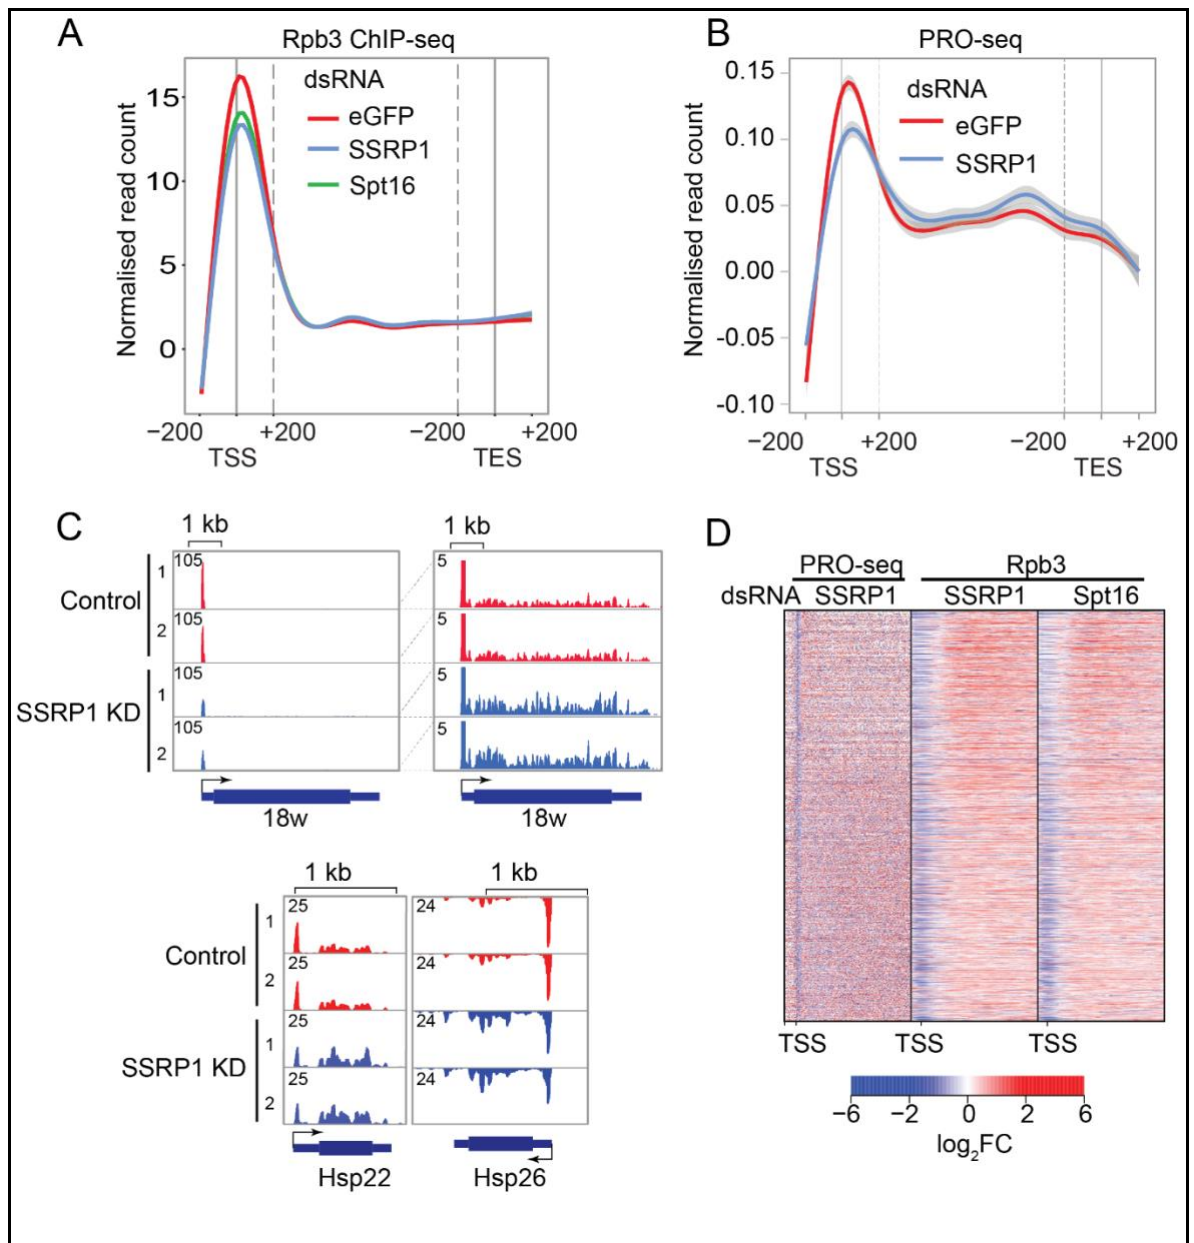 A
Rpb3 ChIP-seq
Normalised read count
15
10
5
0
dsRNA
eGFP
SSRP1
Spt16
−200
+200
−200
+200
TSS
TES
B
PRO-seq
Normalised read count
0.15
0.10
0.05
0.00
-0.05
-0.10
dsRNA
eGFP
SSRP1
−200
+200
−200
+200
TSS
TES
C
1 kb
1 kb
Control
1
105
5
2
105
5
SSRP1 KD
1
105
5
2
105
5
18w
18w
1 kb
1 kb
Control
1
25
24
2
25
24
SSRP1 KD
1
25
24
2
25
24
Hsp22
Hsp26
D
PRO-seq
Rpb3
dsRNA SSRP1
SSRP1
Spt16
TSS
TSS
TSS
−6
−2
0
2
6
log₂FC